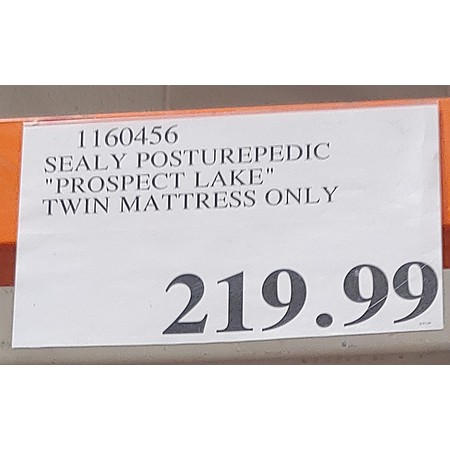 1160456
SEALY POSTUREPEDIC
"PROSPECT LAKE"
TWIN MATTRESS ONLY
219.99